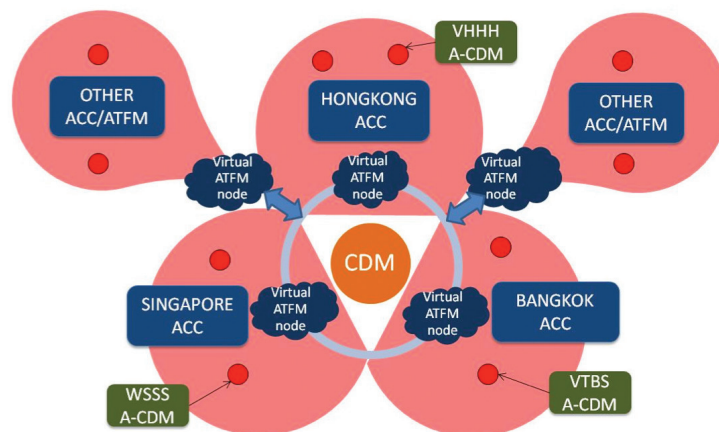 VHHH
A-CDM
OTHER
ACC/ATFM
HONGKONG
ACC
OTHER
ACC/ATFM
Virtual
ATFM
node
Virtual
ATFM
node
Virtual
ATFM
node
CDM
SINGAPORE
ACC
Virtual
ATFM
node
Virtual
ATFM
node
BANGKOK
ACC
WSSS
A-CDM
VTBS
A-CDM